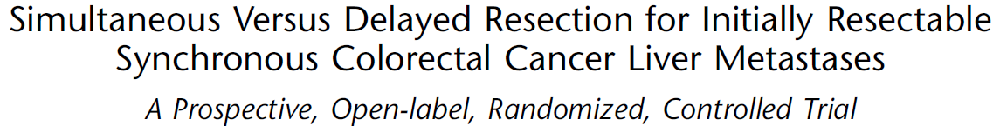 Simultaneous Versus Delayed Resection for Initially Resectable
Synchronous Colorectal Cancer Liver Metastases
A Prospective, Open-label, Randomized, Controlled Trial